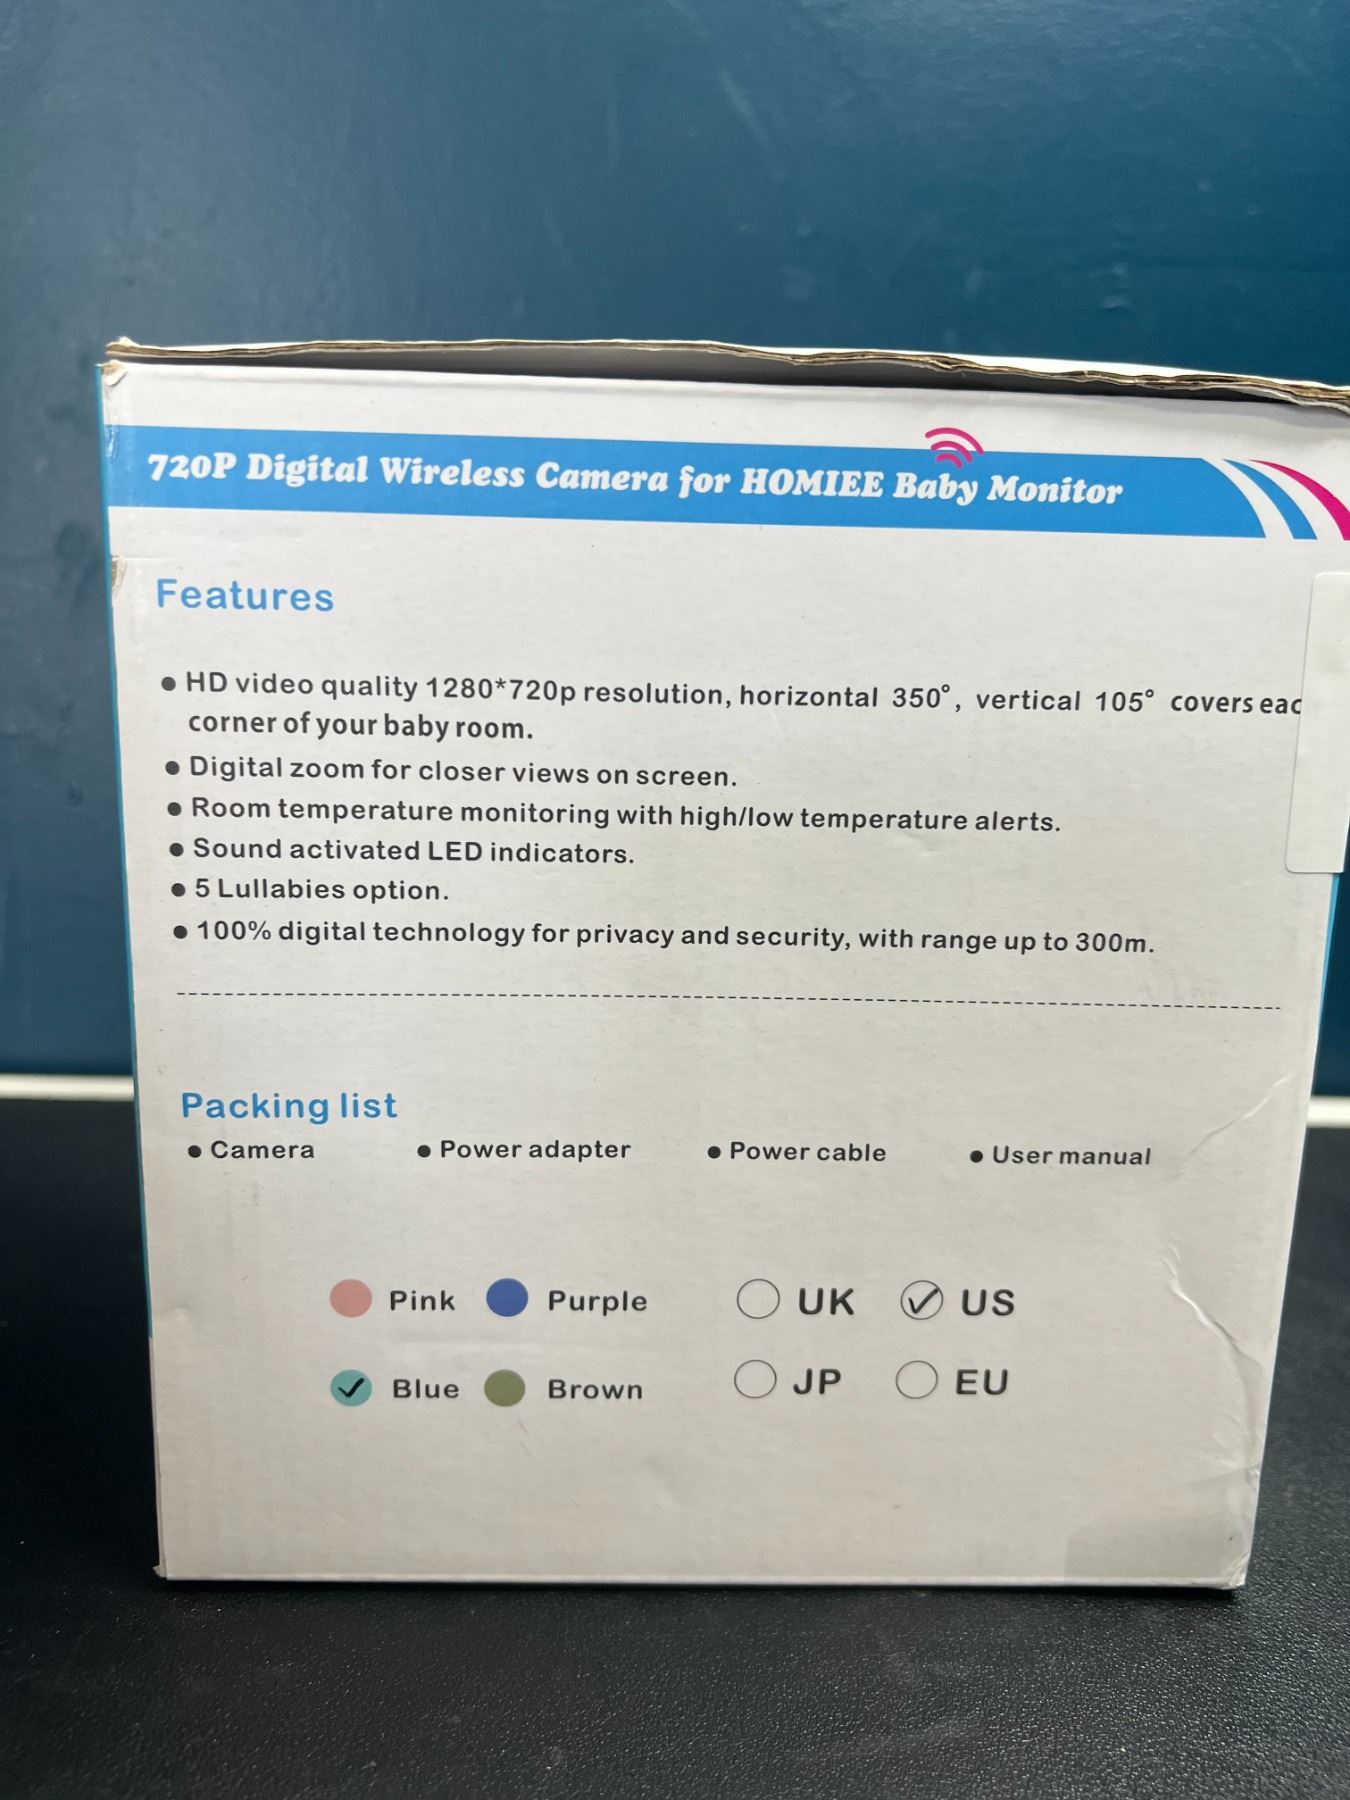 720P Digital Wireless Camera for HOMIEE Baby Monitor
Features
• HD video quality 1280*720p resolution, horizontal 350°, vertical 105° covers eac
corner of your baby room.
• Digital zoom for closer views on screen.
• Room temperature monitoring with high/low temperature alerts.
• Sound activated LED indicators.
• 5 Lullabies option.
• 100% digital technology for privacy and security, with range up to 300m.
Packing list
• Camera • Power adapter • Power cable • User manual
Pink Purple UK US
Blue Brown JP EU